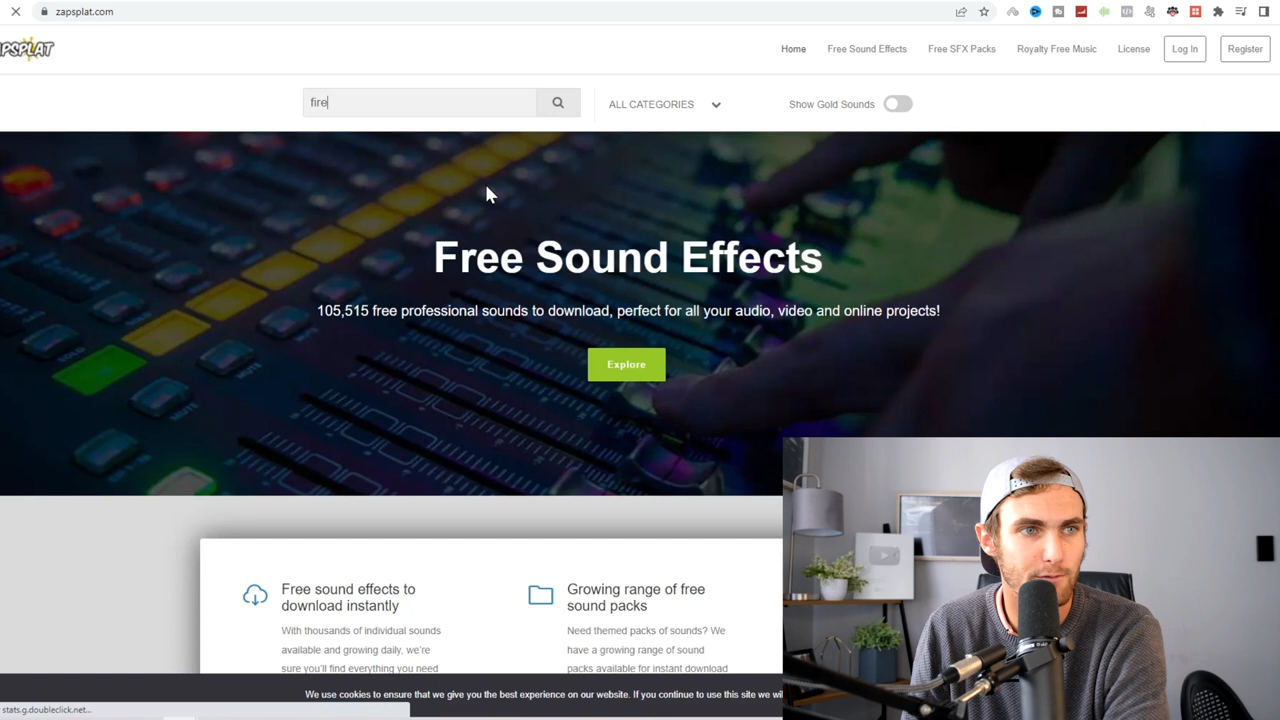 zapsplat.com
Home
Free Sound Effects
Free SFX Packs
Royalty Free Music
License
Log In
Register
fire
ALL CATEGORIES
Show Gold Sounds
Free Sound Effects
105,515 free professional sounds to download, perfect for all your audio, video and online projects!
Explore
Free sound effects to
download instantly
With thousands of individual sounds
available and growing daily, we're
sure you'll find everything you need
Growing range of free
sound packs
Need themed packs of sounds? We
have a growing range of sound
packs available for instant download
We use cookies to ensure that we give you the best experience on our website. If you continue to use this site we wil
stats.g.doubleclick.net...